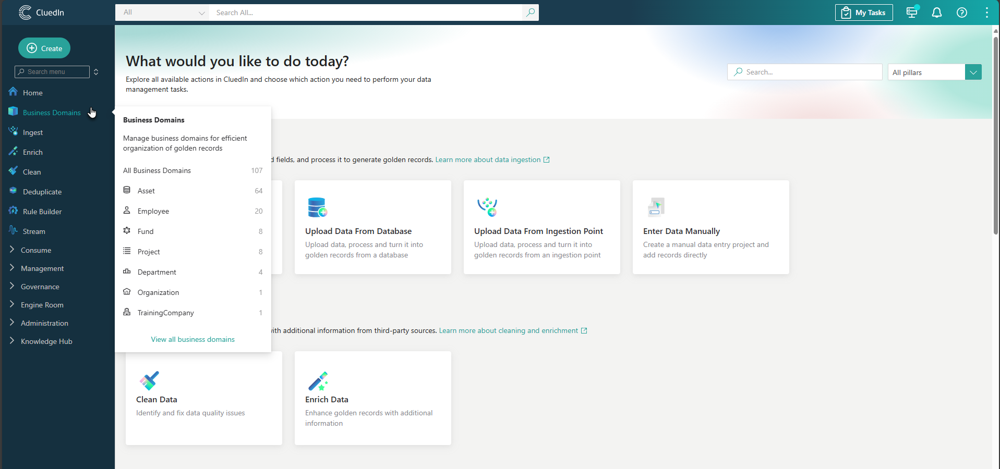 CluedIn
All
Search All...
My Tasks
Create
Search menu
Home
Business Domains
Ingest
Enrich
Clean
Deduplicate
Rule Builder
Stream
Consume
Management
Governance
Engine Room
Administration
Knowledge Hub
What would you like to do today?
Explore all available actions in CluedIn and choose which action you need to perform your data
management tasks.
Search...
All pillars
Business Domains
Manage business domains for efficient
organization of golden records
All Business Domains 107
Asset 64
Employee 20
Fund 8
Project 8
Department 4
Organization 1
TrainingCompany 1
View all business domains
fields, and process it to generate golden records. Learn more about data ingestion
Upload Data From Database
Upload data, process and turn it into
golden records from a database
Upload Data From Ingestion Point
Upload data, process and turn it into
golden records from an ingestion point
Enter Data Manually
Create a manual data entry project and
add records directly
with additional information from third-party sources. Learn more about cleaning and enrichment
Clean Data
Identify and fix data quality issues
Enrich Data
Enhance golden records with additional
information